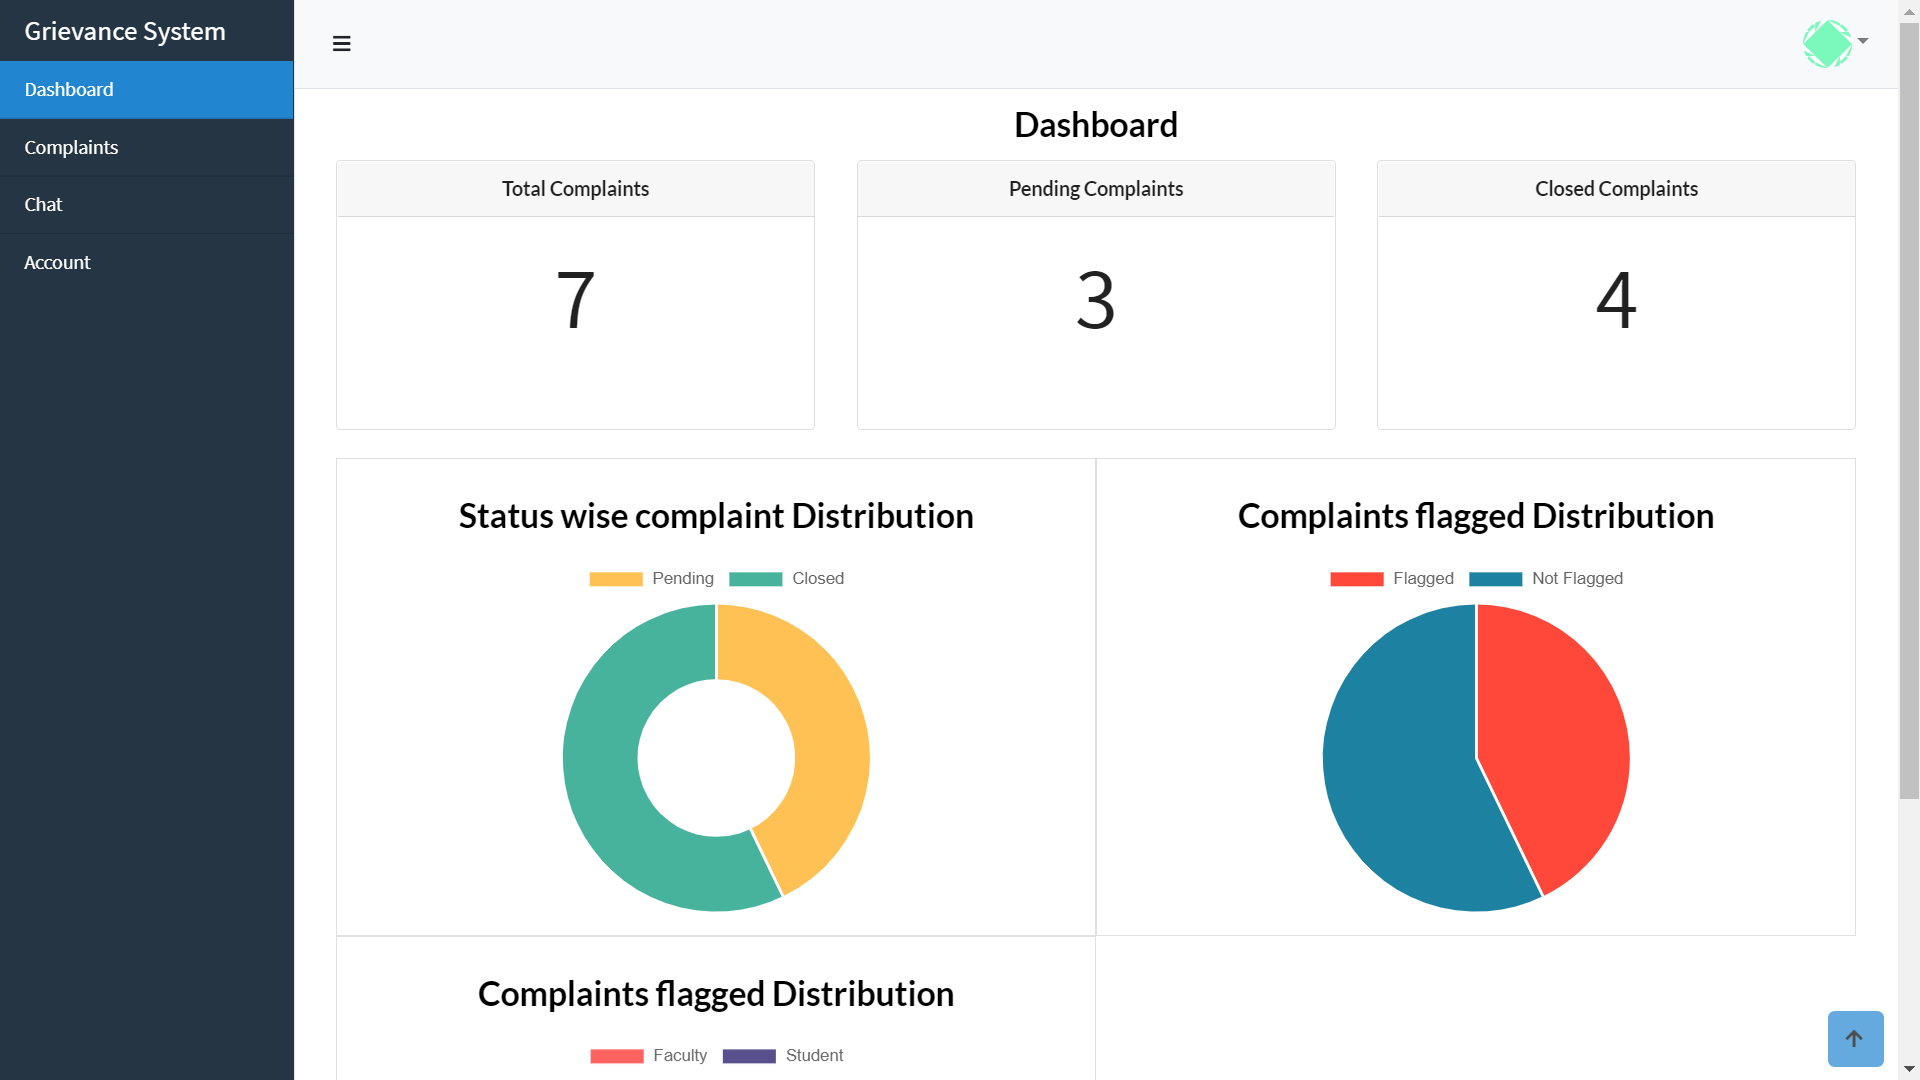 Grievance System
Dashboard
Complaints
Chat
Account
Dashboard
Total Complaints
7
Pending Complaints
3
Closed Complaints
4
Status wise complaint Distribution
Pending
Closed
Complaints flagged Distribution
Flagged
Not Flagged
Complaints flagged Distribution
Faculty
Student